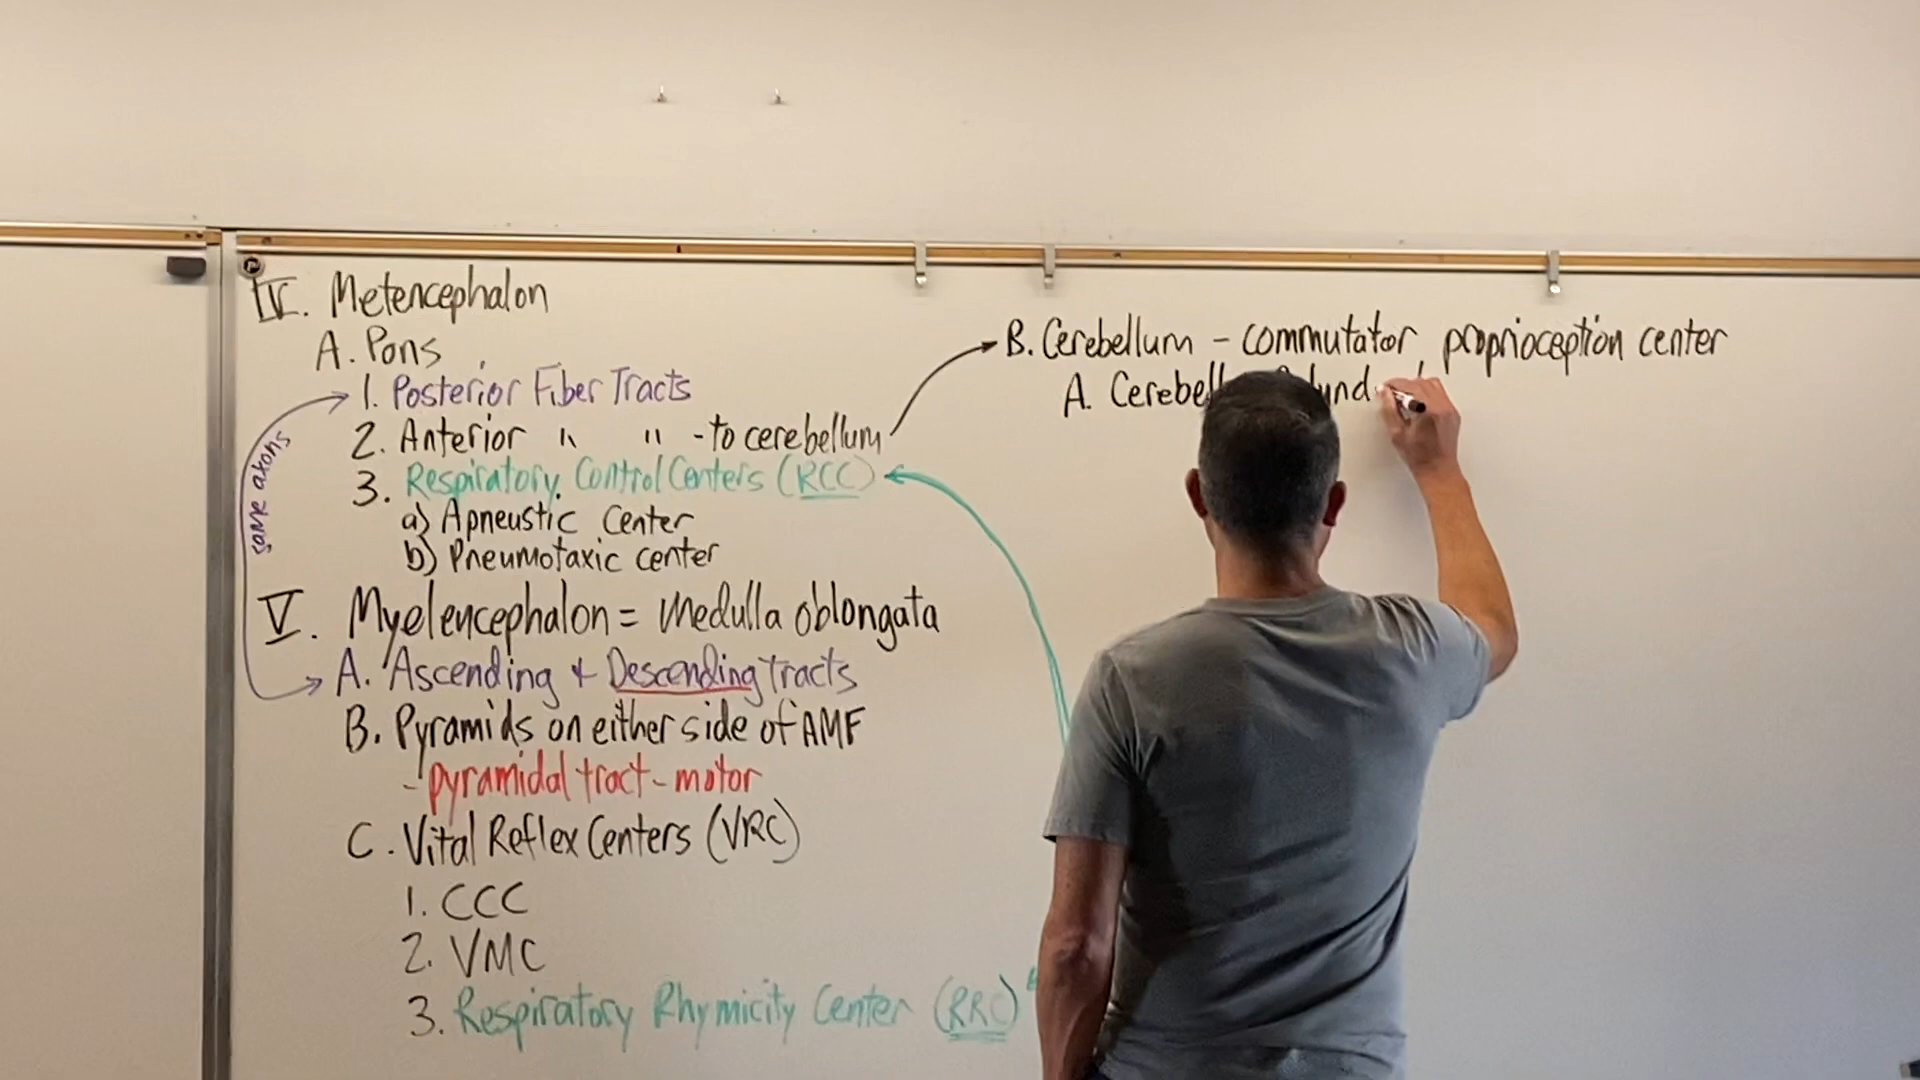 IV. Metencephalon
A. Pons
1. Posterior Fiber Tracts
2. Anterior " " - to cerebellum
3. Respiratory Control Centers (RCC)
a) Apneustic Center
b) Pneumotaxic center
same axons
V. Myelencephalon = Medulla oblongata
A. Ascending + Descending tracts
B. Pyramids on either side of AMF
- pyramidal tract - motor
C. Vital Reflex Centers (VRC)
1. CCC
2. VMC
3. Respiratory Rhymicity Center (RRC)
B. Cerebellum - commutator, proprioception center
A. Cerebell